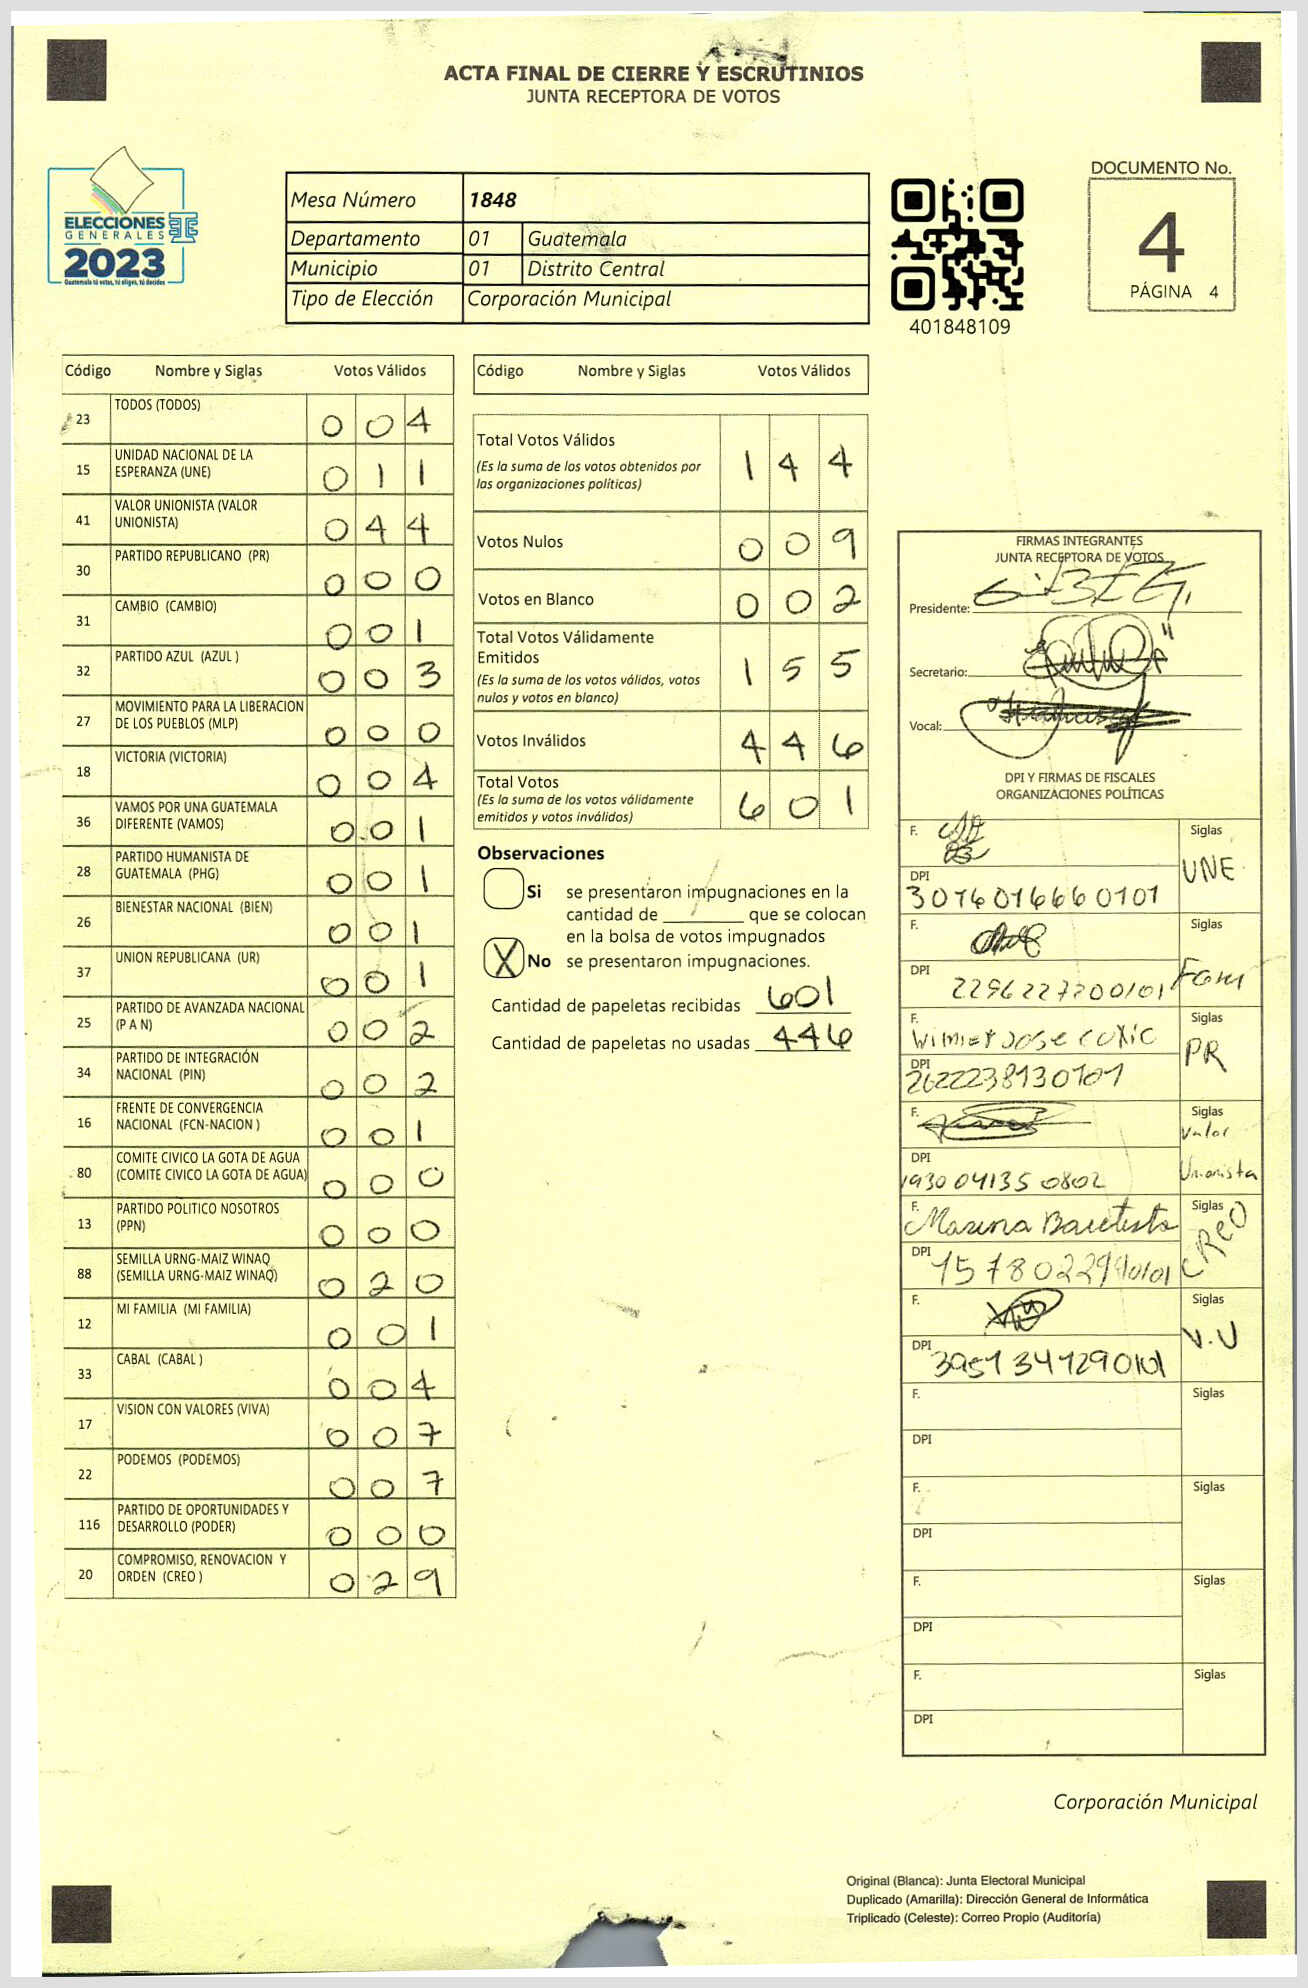 ACTA FINAL DE CIERRE Y ESCRUTINIOS
JUNTA RECEPTORA DE VOTOS
ELECCIONES
GENERALES
2023
Guatemala tú votas, tú eliges, tú decides
Mesa Número 1848
Departamento 01 Guatemala
Municipio 01 Distrito Central
Tipo de Elección Corporación Municipal
401848109
DOCUMENTO No.
4
PÁGINA 4
Código Nombre y Siglas Votos Válidos
23 TODOS (TODOS) 0 0 4
15 UNIDAD NACIONAL DE LA ESPERANZA (UNE) 0 1 1
41 VALOR UNIONISTA (VALOR UNIONISTA) 0 4 4
30 PARTIDO REPUBLICANO (PR) 0 0 0
31 CAMBIO (CAMBIO) 0 0 1
32 PARTIDO AZUL (AZUL ) 0 0 3
27 MOVIMIENTO PARA LA LIBERACION DE LOS PUEBLOS (MLP) 0 0 0
18 VICTORIA (VICTORIA) 0 0 4
36 VAMOS POR UNA GUATEMALA DIFERENTE (VAMOS) 0 0 1
28 PARTIDO HUMANISTA DE GUATEMALA (PHG) 0 0 1
26 BIENESTAR NACIONAL (BIEN) 0 0 1
37 UNION REPUBLICANA (UR) 0 0 1
25 PARTIDO DE AVANZADA NACIONAL (P A N) 0 0 2
34 PARTIDO DE INTEGRACIÓN NACIONAL (PIN) 0 0 2
16 FRENTE DE CONVERGENCIA NACIONAL (FCN-NACION ) 0 0 1
80 COMITE CIVICO LA GOTA DE AGUA (COMITE CIVICO LA GOTA DE AGUA) 0 0 0
13 PARTIDO POLITICO NOSOTROS (PPN) 0 0 0
88 SEMILLA URNG-MAIZ WINAQ (SEMILLA URNG-MAIZ WINAQ) 0 2 0
12 MI FAMILIA (MI FAMILIA) 0 0 1
33 CABAL (CABAL ) 0 0 4
17 VISION CON VALORES (VIVA) 0 0 7
22 PODEMOS (PODEMOS) 0 0 7
116 PARTIDO DE OPORTUNIDADES Y DESARROLLO (PODER) 0 0 0
20 COMPROMISO, RENOVACION Y ORDEN (CREO ) 0 2 9
Código Nombre y Siglas Votos Válidos
Total Votos Válidos 1 4 4
(Es la suma de los votos obtenidos por
las organizaciones políticas)
Votos Nulos 0 0 9
Votos en Blanco 0 0 2
Total Votos Válidamente
Emitidos 1 5 5
(Es la suma de los votos válidos, votos
nulos y votos en blanco)
Votos Inválidos 4 4 6
Total Votos 6 0 1
(Es la suma de los votos válidamente
emitidos y votos inválidos)
Observaciones
Si se presentaron impugnaciones en la
cantidad de ________ que se colocan
en la bolsa de votos impugnados
X No se presentaron impugnaciones.
Cantidad de papeletas recibidas 601
Cantidad de papeletas no usadas 446
FIRMAS INTEGRANTES
JUNTA RECEPTORA DE VOTOS
Presidente:
Secretario:
Vocal:
DPI Y FIRMAS DE FISCALES
ORGANIZACIONES POLÍTICAS
F. Siglas
UNE
DPI
3017601666 0101
F. Siglas
DPI
F. Siglas
PR
DPI
2622238130101
F. Siglas
Valor
Unionista
DPI
1930 04135 0802
F. Marina Bautista Siglas
CREO
DPI
F. Siglas
V.U
DPI
3951341290101
F. Siglas
DPI
F. Siglas
DPI
F. Siglas
DPI
F. Siglas
DPI
Corporación Municipal
Original (Blanca): Junta Electoral Municipal
Duplicado (Amarilla): Dirección General de Informática
Triplicado (Celeste): Correo Propio (Auditoría)